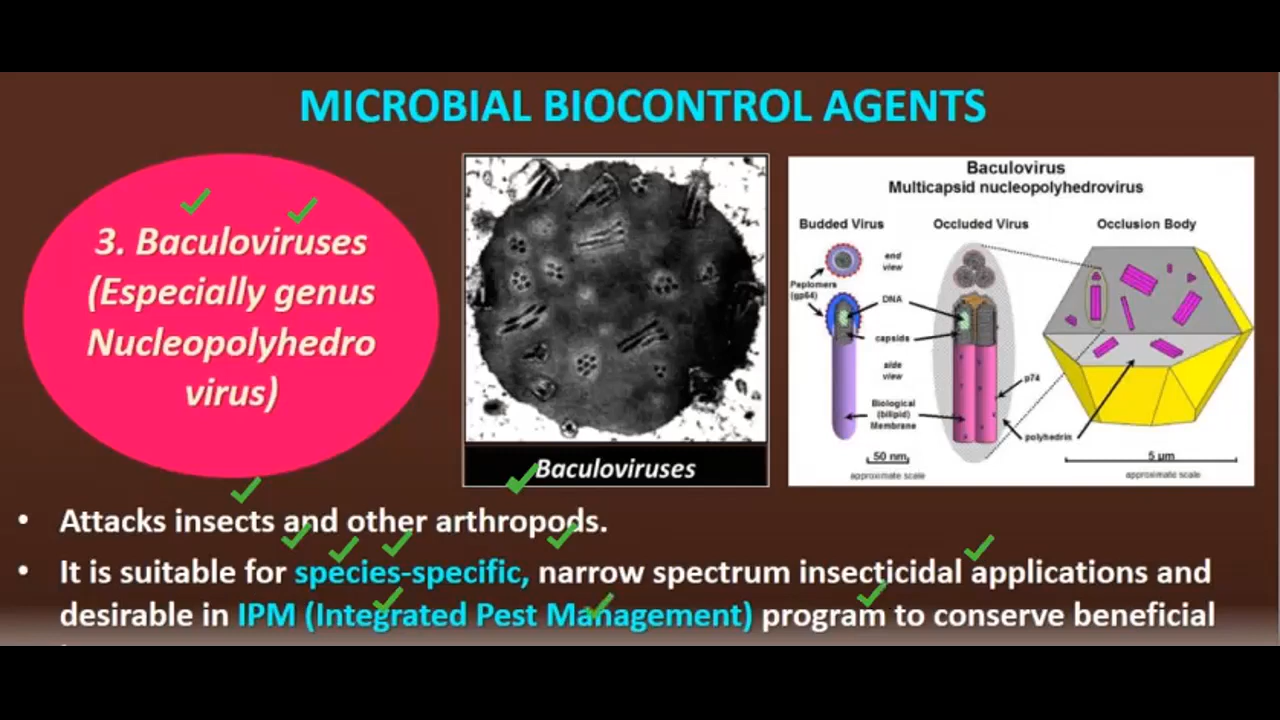 MICROBIAL BIOCONTROL AGENTS
3. Baculoviruses
(Especially genus
Nucleopolyhedro
virus)
Baculoviruses
Baculovirus
Multicapsid nucleopolyhedrovirus
Budded Virus
Occluded Virus
Occlusion Body
end
view
Peplomers
(gp64)
DNA
capsids
side
view
p74
Biological
(bilipid)
Membrane
polyhedrin
50 nm
5 µm
approximate scale
approximate scale
• Attacks insects and other arthropods.
• It is suitable for species-specific, narrow spectrum insecticidal applications and
desirable in IPM (Integrated Pest Management) program to conserve beneficial